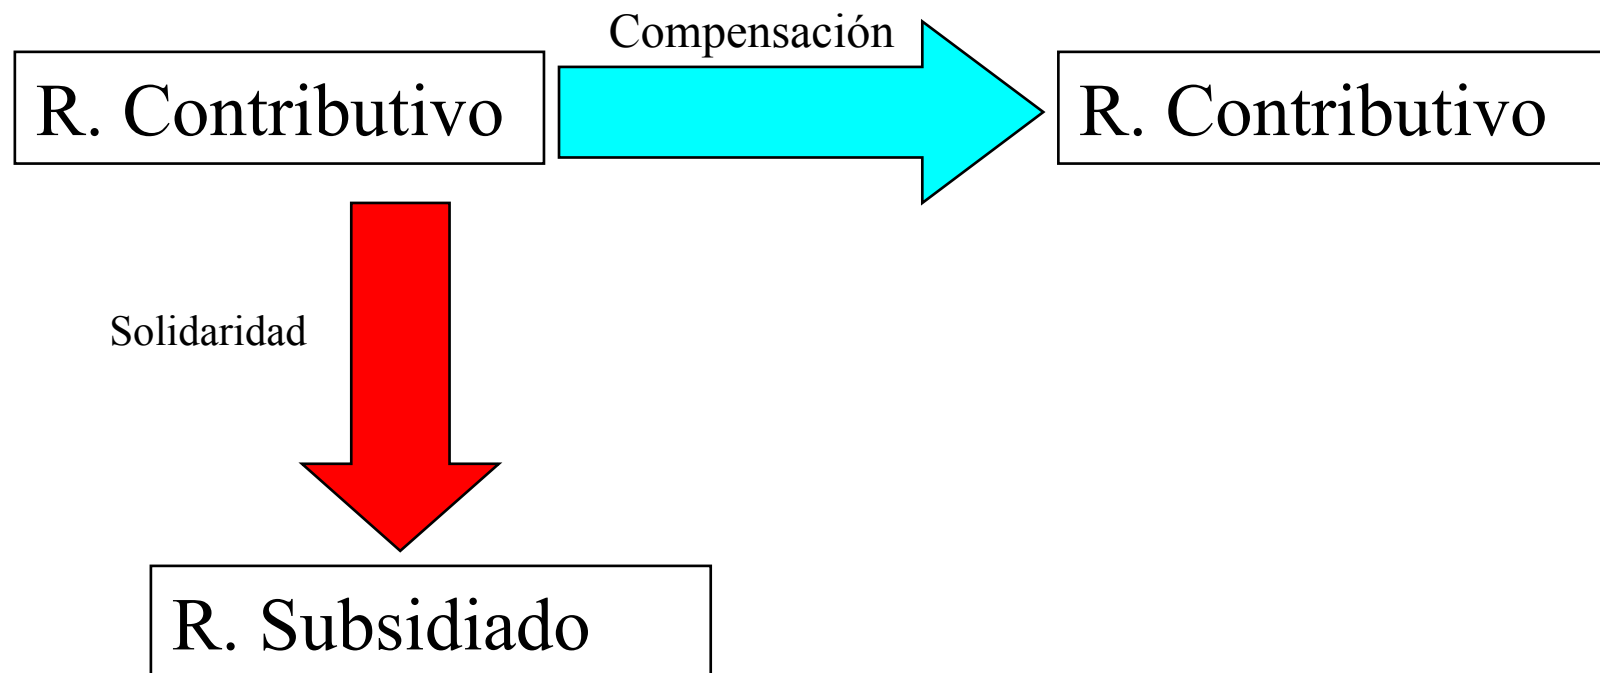 Compensación
R. Contributivo
R. Contributivo
Solidaridad
R. Subsidiado